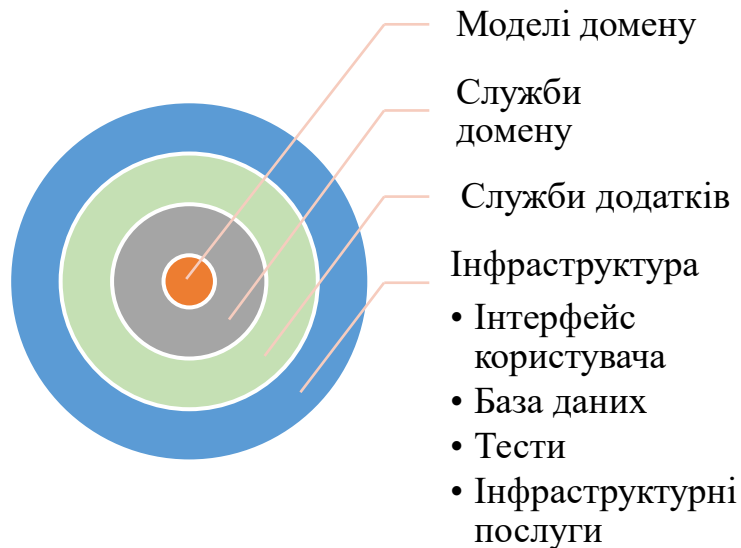 Моделі домену
Служби
домену
Служби додатків
Інфраструктура
• Інтерфейс
користувача
• База даних
• Тести
• Інфраструктурні
послуги